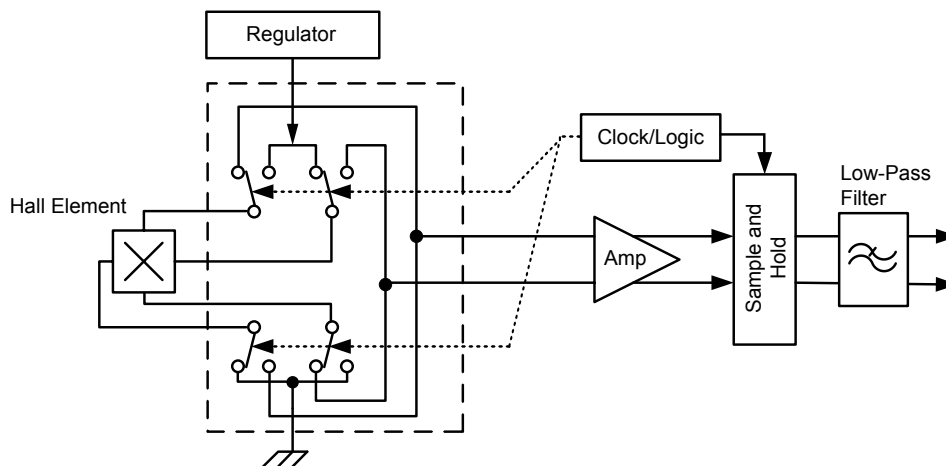 Regulator
Clock/Logic
Hall Element
Low-Pass
Filter
Amp
Sample and
Hold